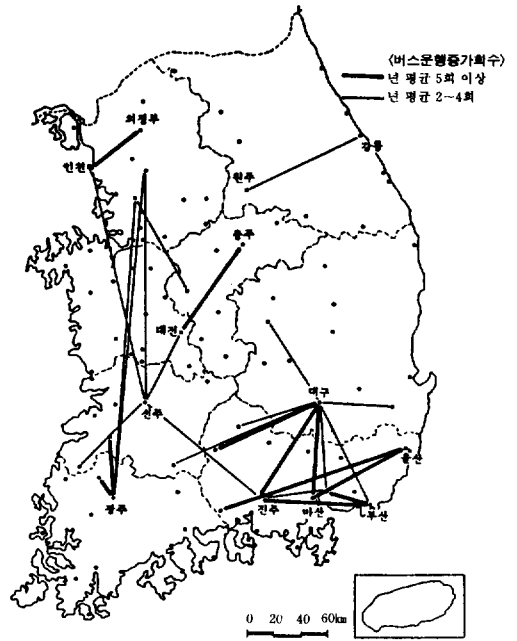 〈버스운행증가회수〉
년 평균 5회 이상
년 평균 2~4회
의정부
인천
강릉
원주
충주
대전
대구
전주
울산
광주
진주
마산
부산
0 20 40 60km